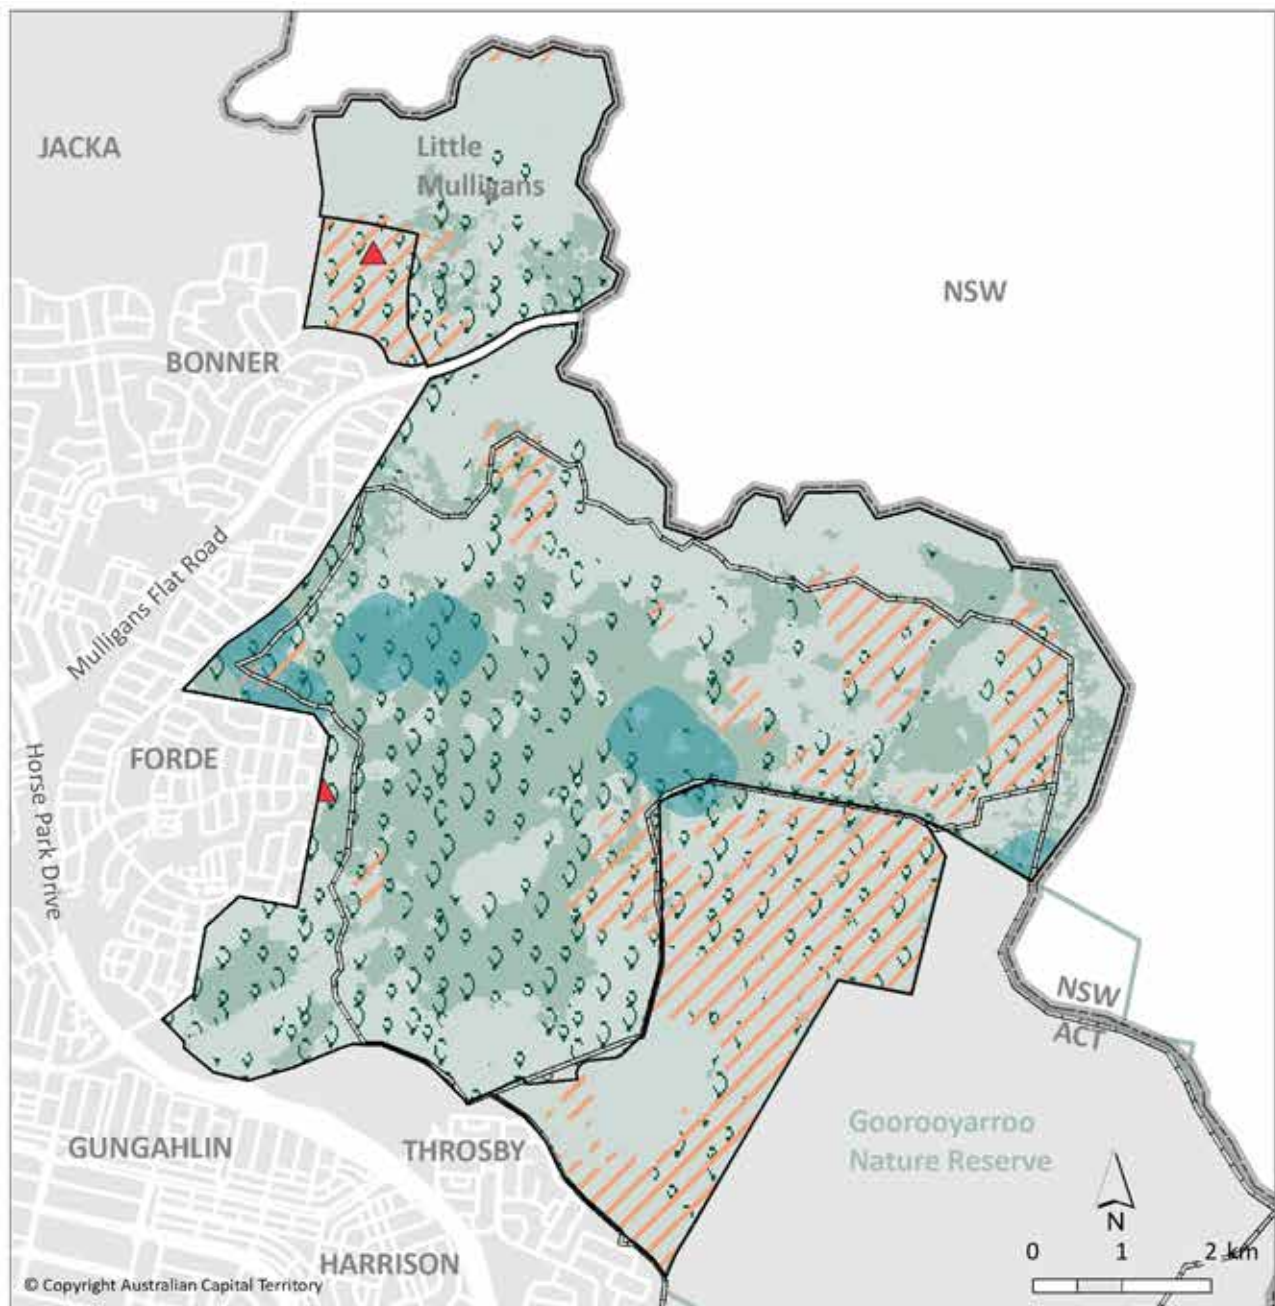 JACKA
Little
Mulligans
NSW
BONNER
Mulligans Flat Road
FORDE
Horse Park Drive
NSW
ACT
GUNGAHLIN
THROSBY
Goorooyarroo
Nature Reserve
N
HARRISON
0 1 2 km
© Copyright Australian Capital Territory